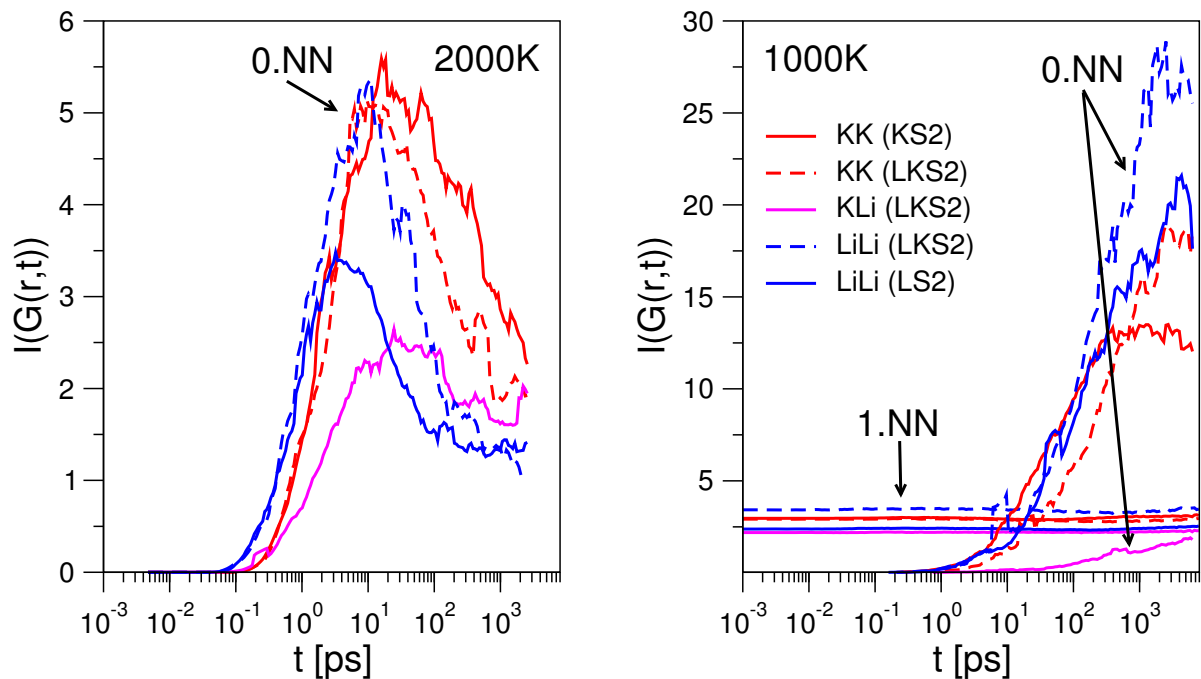 6
5
4
3
2
1
0
I(G(r,t))
0.NN
2000K
10^-3
10^-2
10^-1
10^0
10^1
10^2
10^3
t [ps]
30
25
20
15
10
5
I(G(r,t))
1000K
0.NN
KK (KS2)
KK (LKS2)
KLi (LKS2)
LiLi (LKS2)
LiLi (LS2)
1.NN
10^-3
10^-2
10^-1
10^0
10^1
10^2
10^3
t [ps]